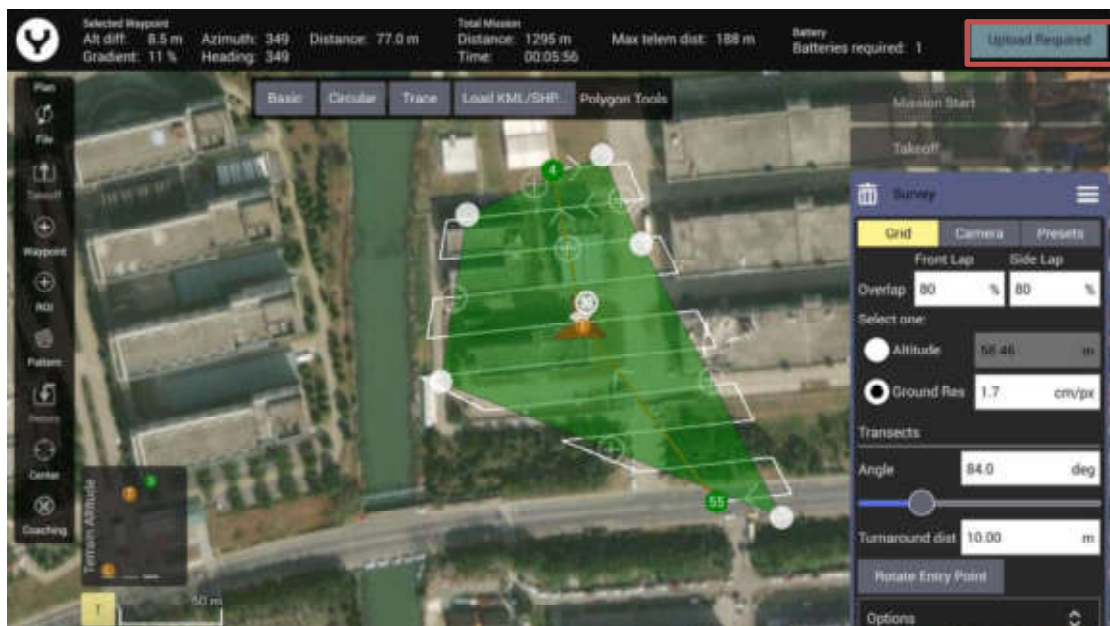 Selected Waypoint
Alt diff: 8.5 m Azimuth: 349 Distance: 77.0 m
Gradient: 11 % Heading: 349
Total Mission
Distance: 1295 m Max telem dist: 188 m
Time: 00:05:56
Battery
Batteries required: 1
Upload Required
Plan
File
Takeoff
Waypoint
ROI
Pattern
Return
Center
Coaching
Basic Circular Trace Load KML/SHP... Polygon Tools
Mission Start
Takeoff
Survey
Grid Camera Presets
Front Lap Side Lap
Overlap 80 % 80 %
Select one:
Altitude m
Ground Res 1.7 cm/px
Transects
Angle 84.0 deg
Turnaround dist 10.00 m
Rotate Entry Point
Options
4
55
Terrain Altitude
T
50 m